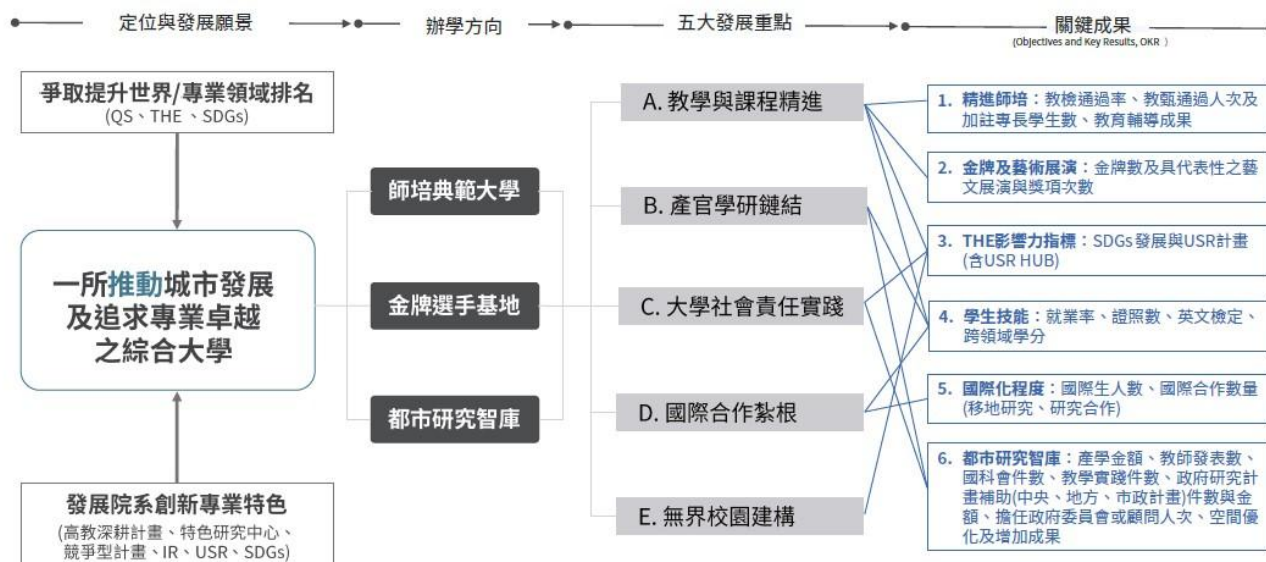 定位與發展願景
辦學方向
五大發展重點
關鍵成果
(Objectives and Key Results, OKR )
爭取提升世界/專業領域排名
(QS、THE 、SDGs)
一所推動城市發展
及追求專業卓越
之綜合大學
發展院系創新專業特色
(高教深耕計畫、特色研究中心、
競爭型計畫、IR、USR、SDGs)
師培典範大學
金牌選手基地
都市研究智庫
A. 教學與課程精進
B. 產官學研鏈結
C. 大學社會責任實踐
D. 國際合作紮根
E. 無界校園建構
1. 精進師培：教檢通過率、教甄通過人次及
加註專長學生數、教育輔導成果
2. 金牌及藝術展演：金牌數及具代表性之藝
文展演與獎項次數
3. THE影響力指標：SDGs發展與USR計畫
(含USR HUB)
4. 學生技能：就業率、證照數、英文檢定、
跨領域學分
5. 國際化程度：國際生人數、國際合作數量
(移地研究、研究合作)
6. 都市研究智庫：產學金額、教師發表數、
國科會件數、教學實踐件數、政府研究計
畫補助(中央、地方、市政計畫)件數與金
額、擔任政府委員會或顧問人次、空間優
化及增加成果